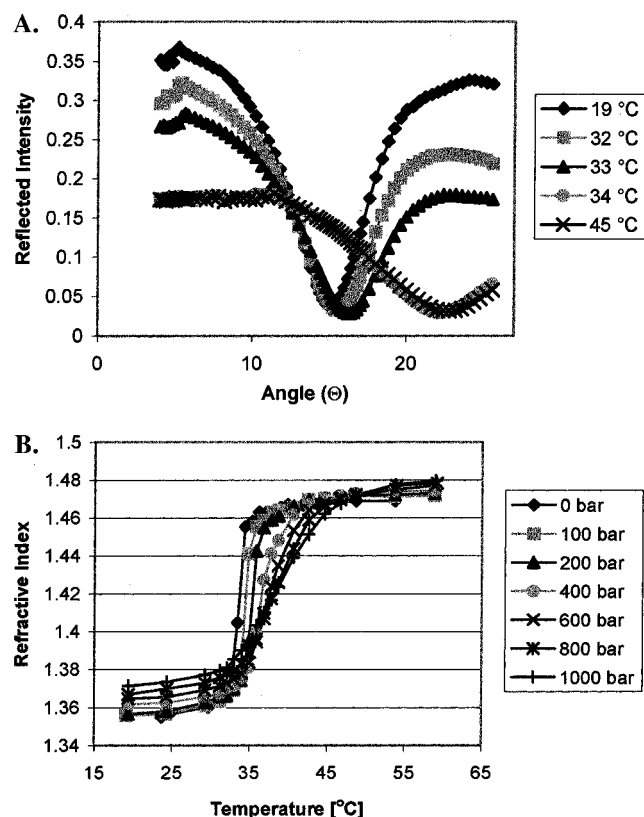 A.
0.4
0.35
0.3
0.25
0.2
0.15
0.1
0.05
0
Reflected Intensity
0
10
20
Angle (Θ)
19 °C
32 °C
33 °C
34 °C
45 °C
B.
1.5
1.48
1.46
1.44
1.42
1.4
1.38
1.36
1.34
Refractive Index
15
25
35
45
55
65
Temperature [°C]
0 bar
100 bar
200 bar
400 bar
600 bar
800 bar
1000 bar